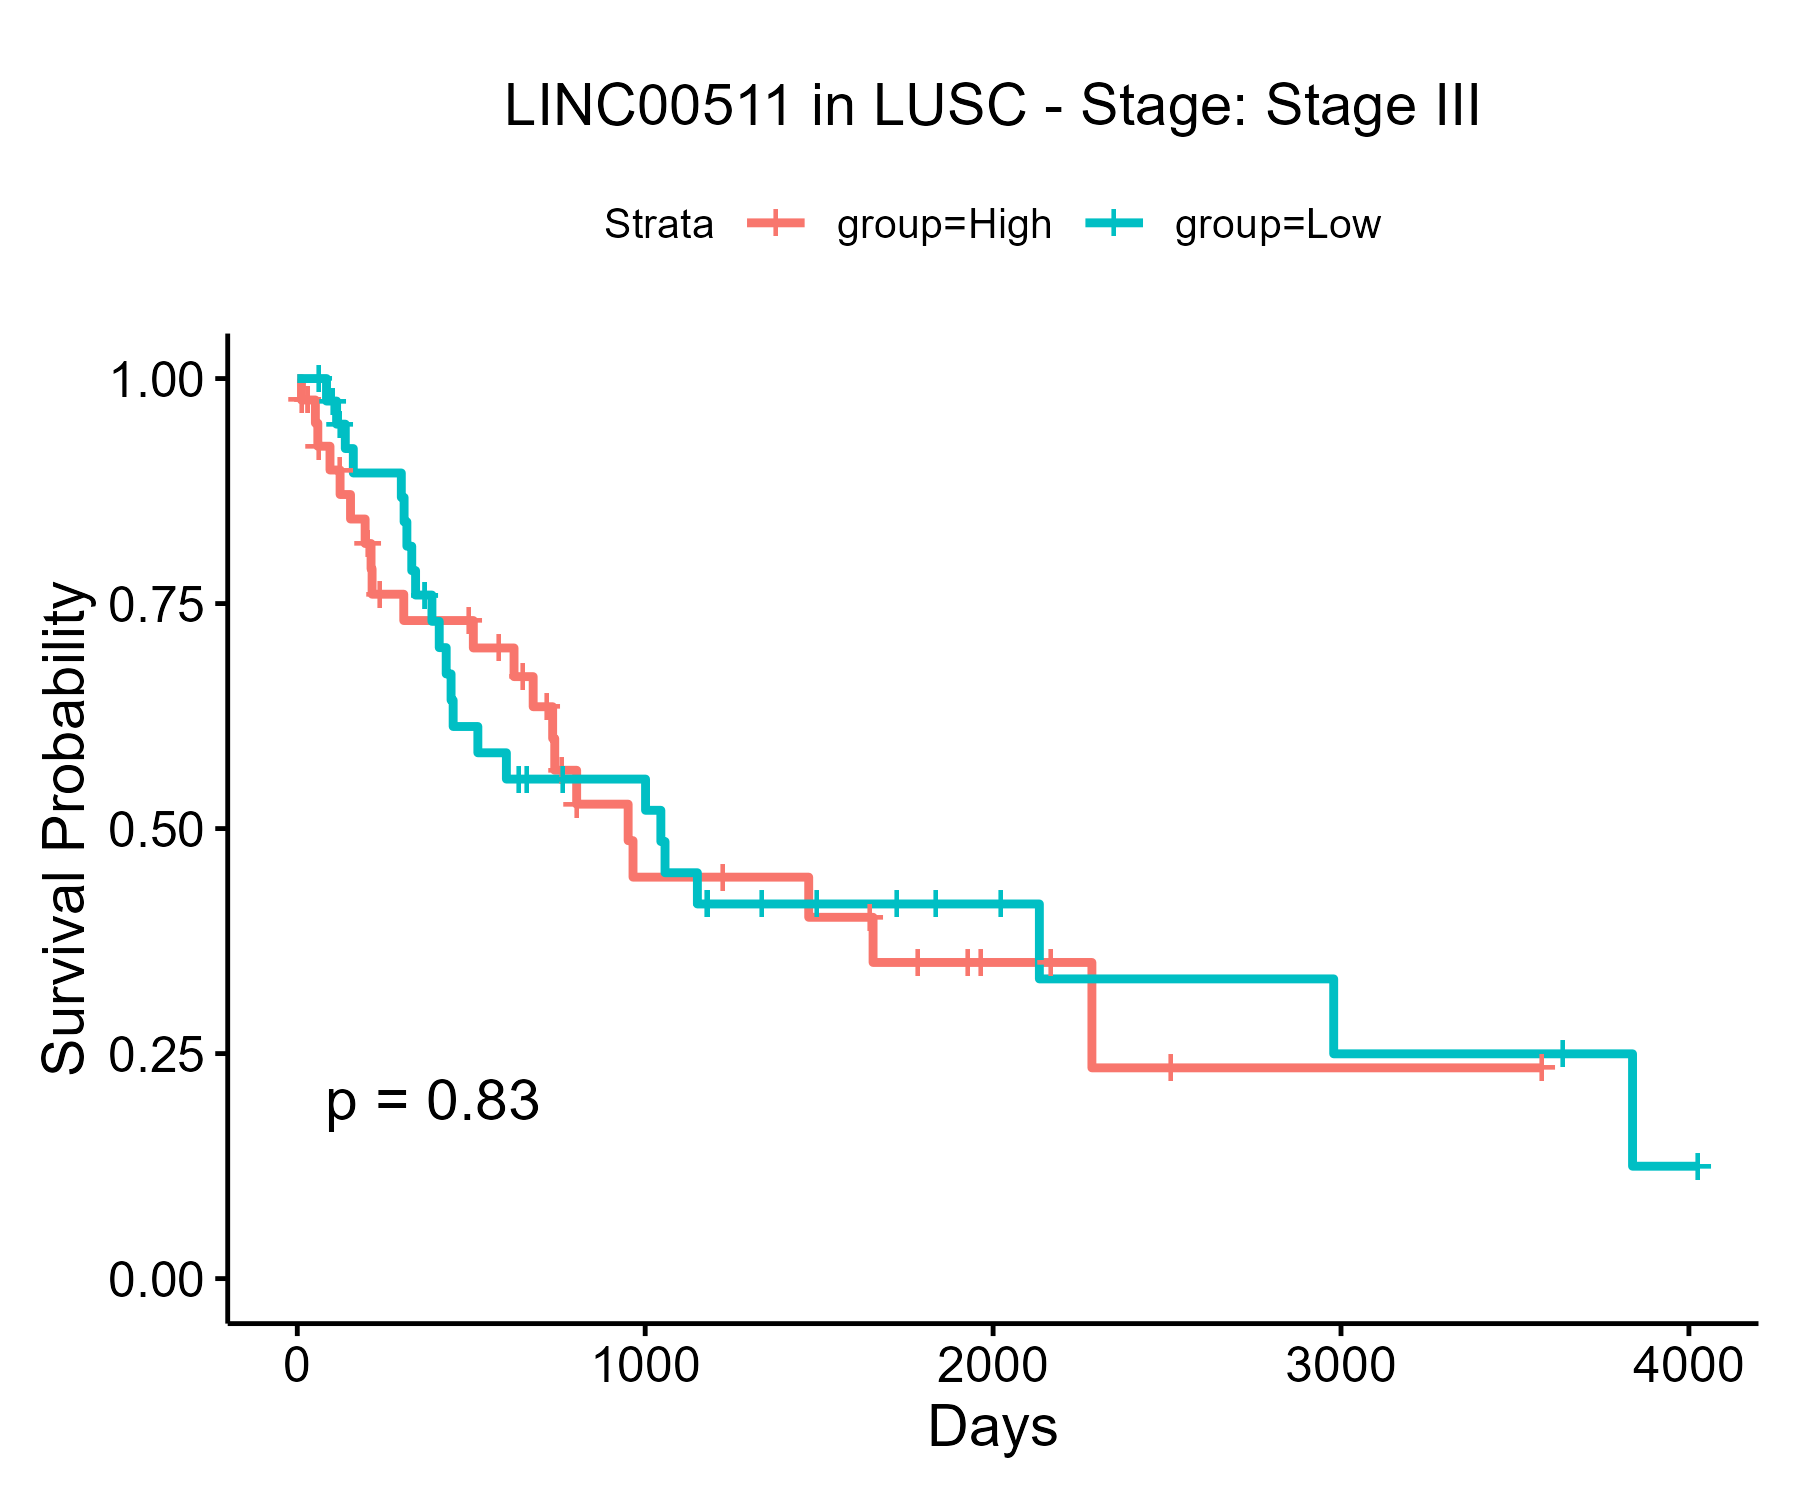 LINC00511 in LUSC - Stage: Stage III
Strata group=High group=Low
1.00
0.75
0.50
0.25
0.00
Survival Probability
p = 0.83
0 1000 2000 3000 4000
Days